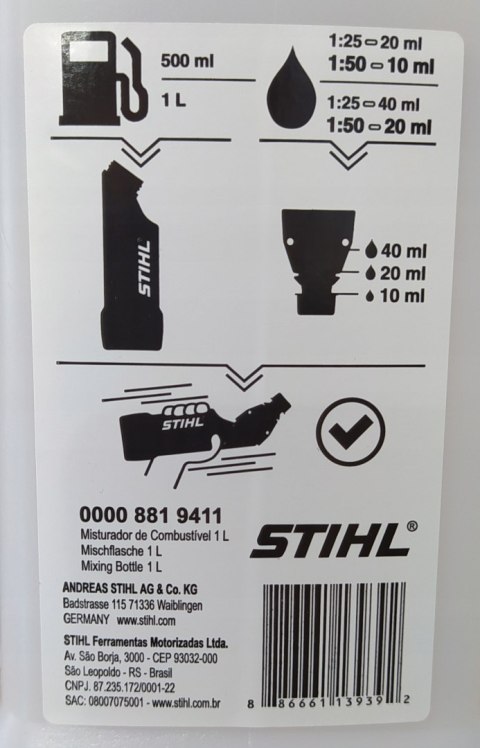 500 ml
1 L
1:25 = 20 ml
1:50 = 10 ml
1:25 = 40 ml
1:50 = 20 ml
STIHL
40 ml
20 ml
10 ml
STIHL
0000 881 9411
Misturador de Combustível 1 L
Mischflasche 1 L
Mixing Bottle 1 L
STIHL®
ANDREAS STIHL AG & Co. KG
Badstrasse 115 71336 Waiblingen
GERMANY www.stihl.com
STIHL Ferramentas Motorizadas Ltda.
Av. São Borja, 3000 - CEP 93032-000
São Leopoldo - RS - Brasil
CNPJ. 87.235.172/0001-22
SAC: 08007075001 - www.stihl.com.br
8 86661 13939 2